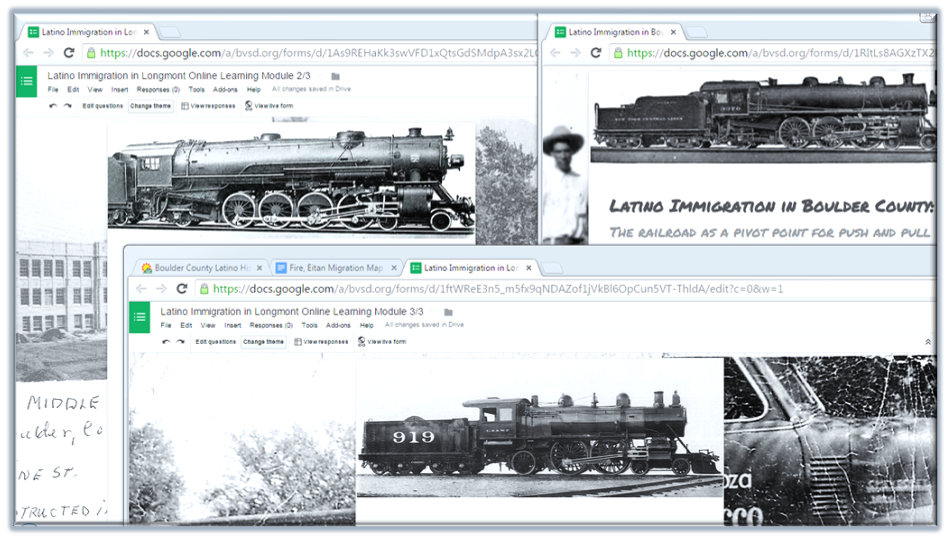 Latino Immigration in Lon
https://docs.google.com/a/bvsd.org/forms/d/1As9REHaKk3swVFD1xQtsGdSMdpA3sx2L
Latino Immigration in Longmont Online Learning Module 2/3
File Edit View Insert Responses (0) Tools Add-ons Help All changes saved in Drive
Edit questions Change theme View responses View live form
MIDDLE
ulder, Co
NE ST.
TRUCTED I
Latino Immigration in Bou
https://docs.google.com/a/bvsd.org/forms/d/1RItLs8AGXzTX2
NEW YORK CENTRAL LINES
Latino Immigration in Boulder County:
The railroad as a pivot point for push and pull
Boulder County Latino His
Fire, Eitan Migration Map
Latino Immigration in Lon
https://docs.google.com/a/bvsd.org/forms/d/1ftWReE3n5_m5fx9qNDAZof1jVkBl6OpCun5VT-ThldA/edit?c=0&w=1
Latino Immigration in Longmont Online Learning Module 3/3
File Edit View Insert Responses (0) Tools Add-ons Help All changes saved in Drive
Edit questions Change theme View responses View live form
919
oza
cco